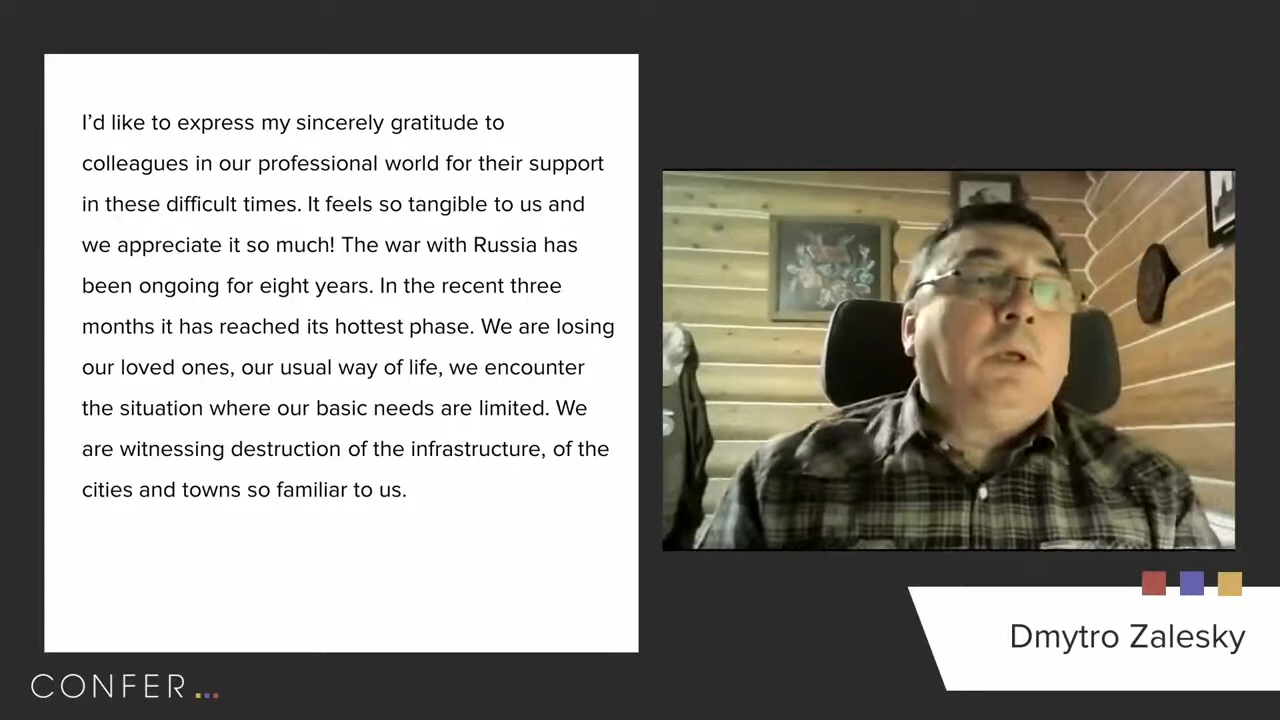 I'd like to express my sincerely gratitude to
colleagues in our professional world for their support
in these difficult times. It feels so tangible to us and
we appreciate it so much! The war with Russia has
been ongoing for eight years. In the recent three
months it has reached its hottest phase. We are losing
our loved ones, our usual way of life, we encounter
the situation where our basic needs are limited. We
are witnessing destruction of the infrastructure, of the
cities and towns so familiar to us.
Dmytro Zalesky
CONFER...